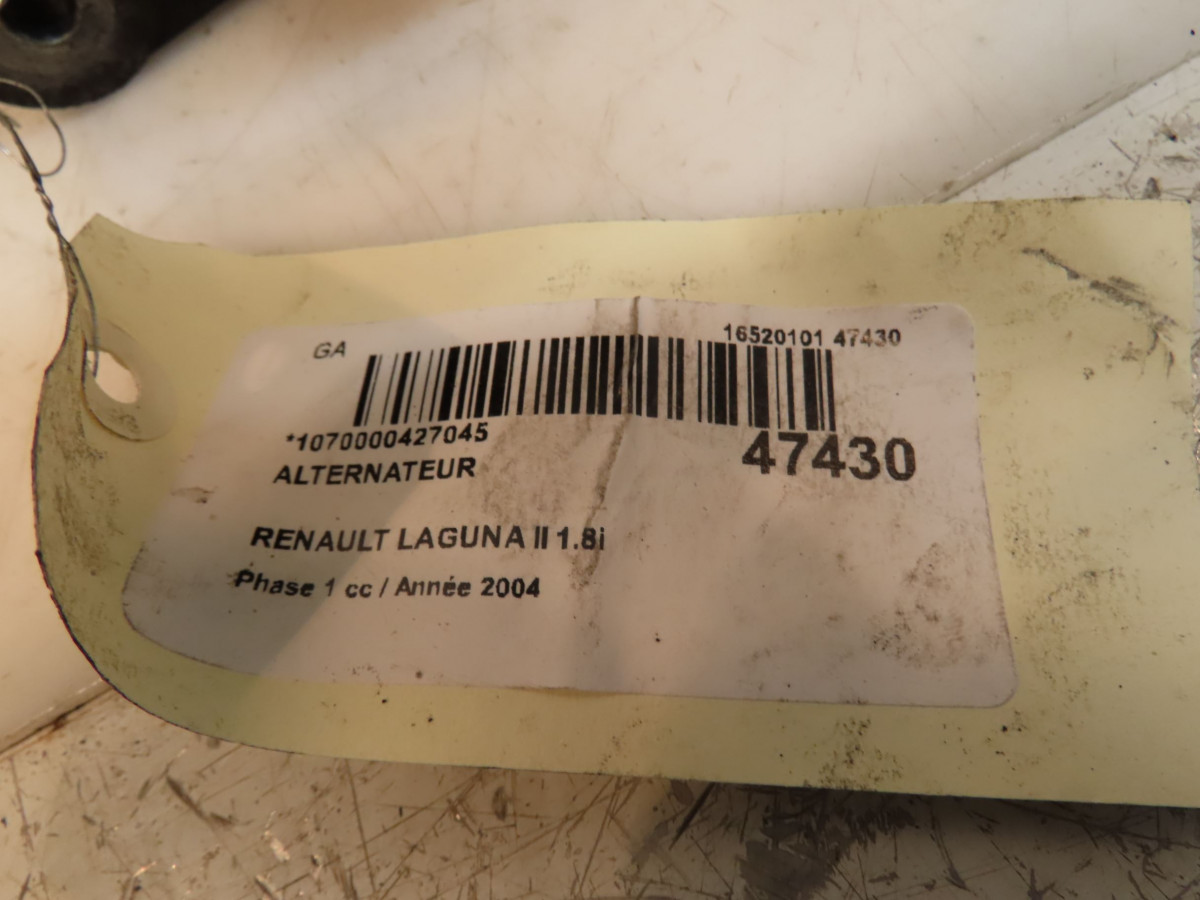 GA
16520101 47430
*1070000427045
47430
ALTERNATEUR
RENAULT LAGUNA II 1.8i
Phase 1 cc / Année 2004